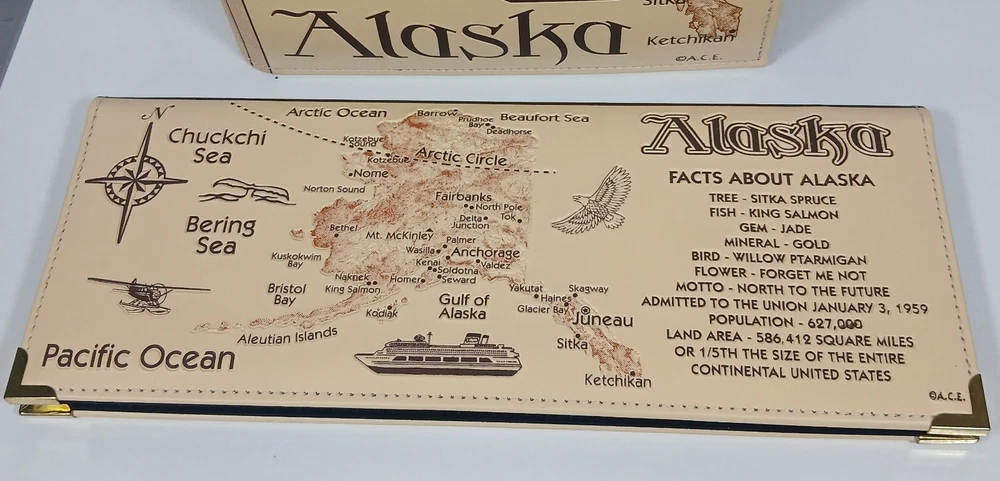 Alaska
Sitka
Ketchikan
©A.C.E.
N
Chuckchi
Sea
Bering
Sea
Pacific Ocean
Arctic Ocean
Barrow
Prudhoe
Bay
Deadhorse
Beaufort Sea
Kotzebue
Sound
Kotzebue
Arctic Circle
Nome
Norton Sound
Fairbanks
North Pole
Delta
Junction
Tok
Bethel
Mt. McKinley
Palmer
Wasilla
Anchorage
Kuskokwim
Bay
Kenai
Valdez
Soldotna
Naknek
Homer
Seward
King Salmon
Bristol
Bay
Kodiak
Gulf of
Alaska
Yakutat
Skagway
Haines
Glacier Bay
Juneau
Sitka
Ketchikan
Aleutian Islands
Alaska
FACTS ABOUT ALASKA
TREE - SITKA SPRUCE
FISH - KING SALMON
GEM - JADE
MINERAL - GOLD
BIRD - WILLOW PTARMIGAN
FLOWER - FORGET ME NOT
MOTTO - NORTH TO THE FUTURE
ADMITTED TO THE UNION JANUARY 3, 1959
POPULATION - 627,000
LAND AREA - 586,412 SQUARE MILES
OR 1/5TH THE SIZE OF THE ENTIRE
CONTINENTAL UNITED STATES
©A.C.E.